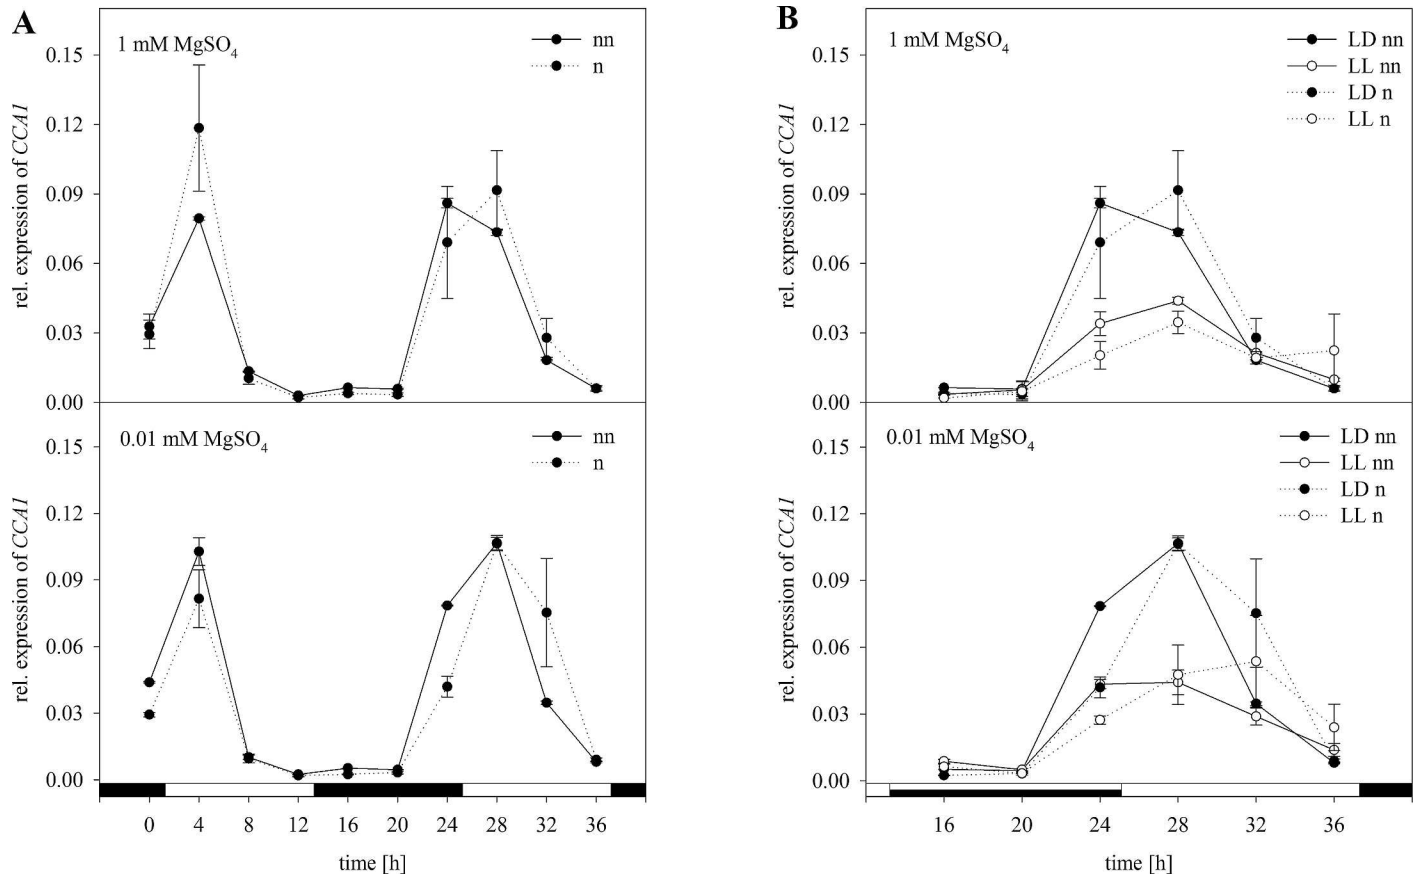 A
1 mM MgSO4
nn
n
rel. expression of CCA1
0.15
0.12
0.09
0.06
0.03
0.00
0.01 mM MgSO4
nn
n
rel. expression of CCA1
0.15
0.12
0.09
0.06
0.03
0.00
0 4 8 12 16 20 24 28 32 36
time [h]
B
1 mM MgSO4
LD nn
LL nn
LD n
LL n
rel. expression of CCA1
0.15
0.12
0.09
0.06
0.03
0.00
0.01 mM MgSO4
LD nn
LL nn
LD n
LL n
rel. expression of CCA1
0.15
0.12
0.09
0.06
0.03
0.00
16 20 24 28 32 36
time [h]